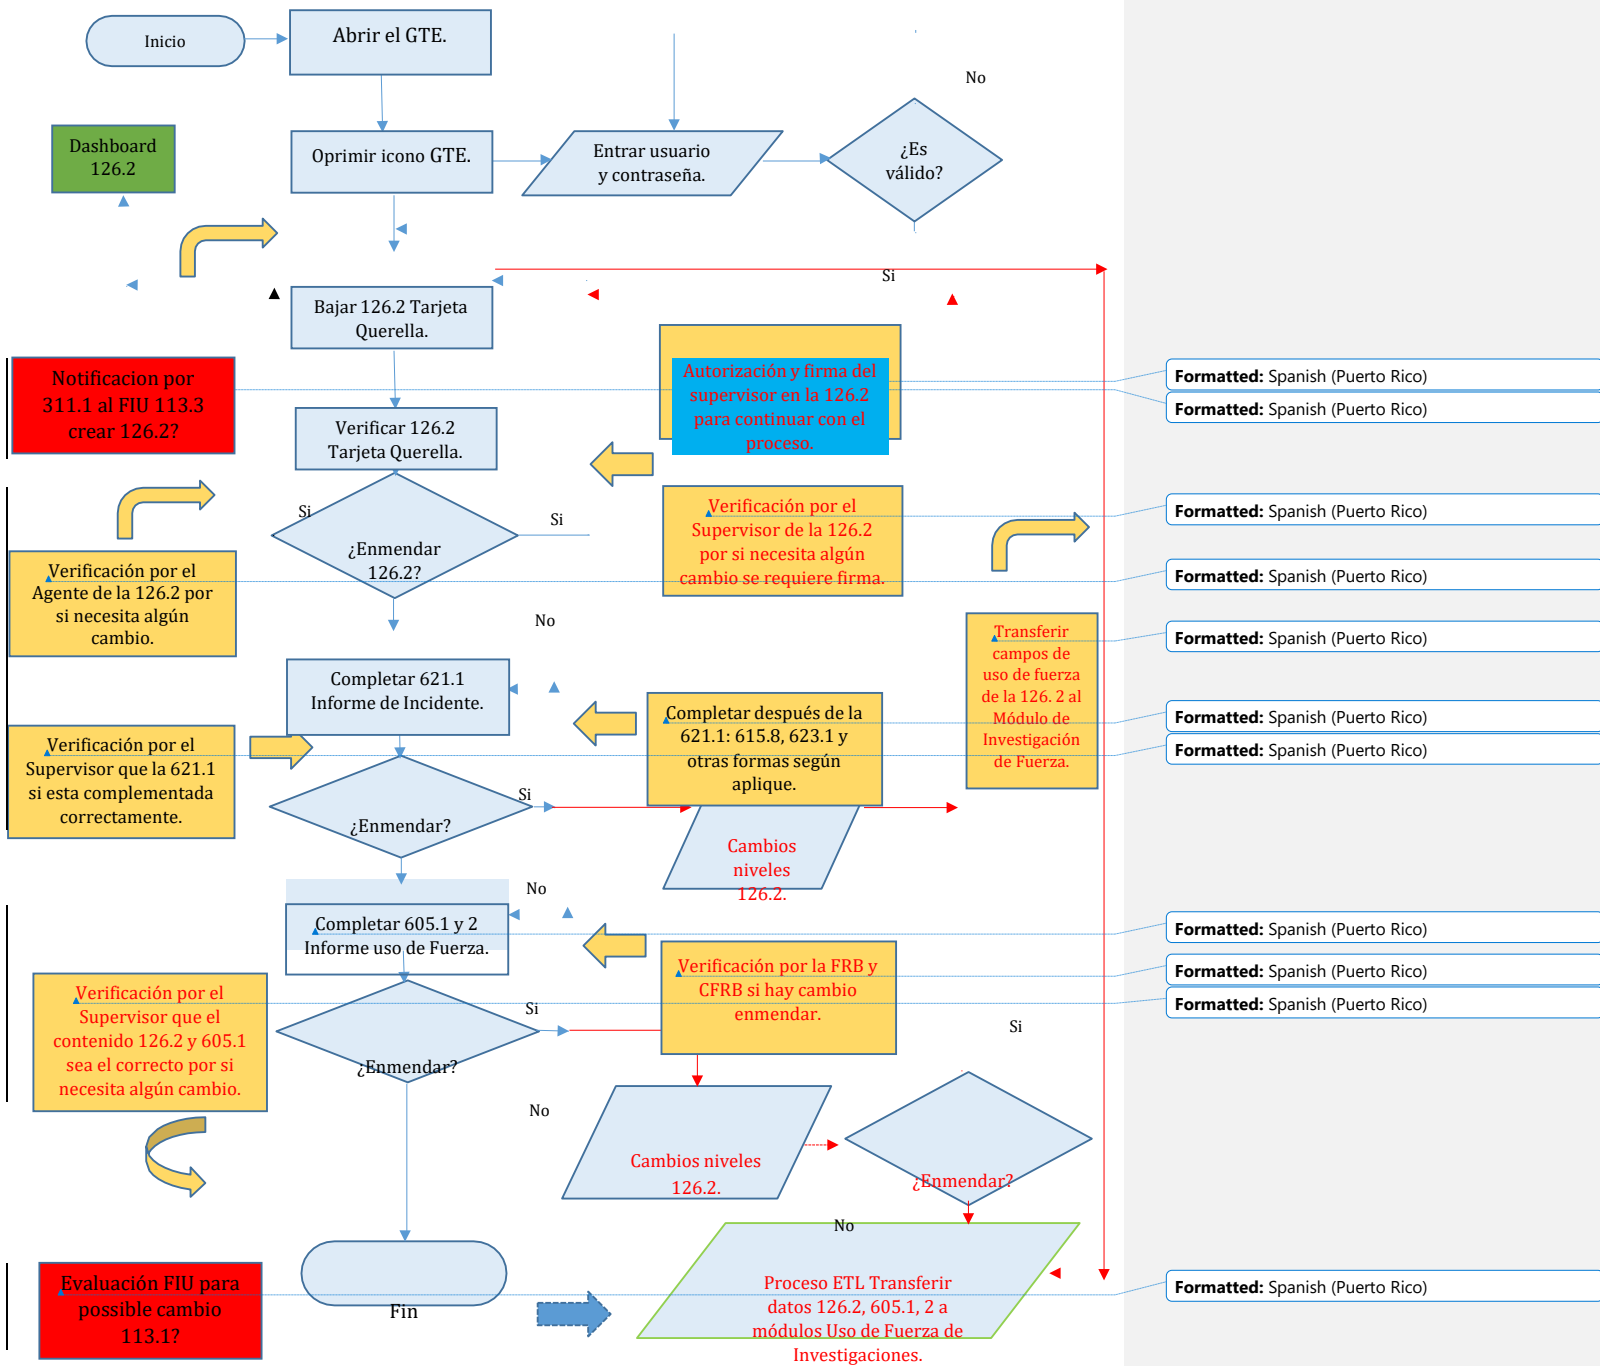 Inicio
Abrir el GTE.
No
Dashboard
126.2
Oprimir icono GTE.
Entrar usuario
y contraseña.
¿Es
válido?
Si
Bajar 126.2 Tarjeta
Querella.
Notificacion por
311.1 al FIU 113.3
crear 126.2?
Autorización y firma del
supervisor en la 126.2
para continuar con el
proceso.
Formatted: Spanish (Puerto Rico)
Formatted: Spanish (Puerto Rico)
Verificar 126.2
Tarjeta Querella.
Si
Si
¿Enmendar
126.2?
Verificación por el
Supervisor de la 126.2
por si necesita algún
cambio se requiere firma.
Formatted: Spanish (Puerto Rico)
Verificación por el
Agente de la 126.2 por
si necesita algún
cambio.
Formatted: Spanish (Puerto Rico)
No
Transferir
campos de
uso de fuerza
de la 126. 2 al
Módulo de
Investigación
de Fuerza.
Formatted: Spanish (Puerto Rico)
Completar 621.1
Informe de Incidente.
Completar después de la
621.1: 615.8, 623.1 y
otras formas según
aplique.
Formatted: Spanish (Puerto Rico)
Verificación por el
Supervisor que la 621.1
si esta complementada
correctamente.
Formatted: Spanish (Puerto Rico)
Si
¿Enmendar?
Cambios
niveles
126.2.
No
Completar 605.1 y 2
Informe uso de Fuerza.
Formatted: Spanish (Puerto Rico)
Verificación por la FRB y
CFRB si hay cambio
enmendar.
Formatted: Spanish (Puerto Rico)
Verificación por el
Supervisor que el
contenido 126.2 y 605.1
sea el correcto por si
necesita algún cambio.
Formatted: Spanish (Puerto Rico)
Si
Si
¿Enmendar?
No
Cambios niveles
126.2.
¿Enmendar?
No
Evaluación FIU para
possible cambio
113.1?
Formatted: Spanish (Puerto Rico)
Fin
Proceso ETL Transferir
datos 126.2, 605.1, 2 a
módulos Uso de Fuerza de
Investigaciones.